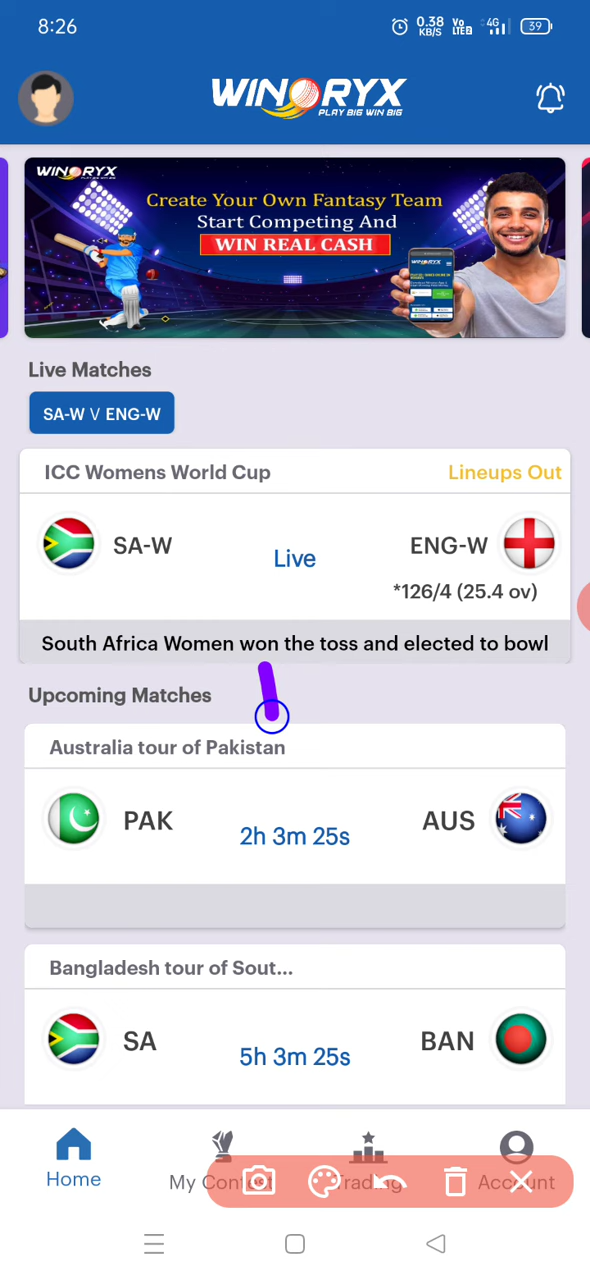 8:26
0.38 KB/S Vo LTE2 4G 39
WINORYX
PLAY BIG WIN BIG
WINORYX
Create Your Own Fantasy Team
Start Competing And
WIN REAL CASH
Live Matches
SA-W V ENG-W
ICC Womens World Cup Lineups Out
SA-W Live ENG-W
*126/4 (25.4 ov)
South Africa Women won the toss and elected to bowl
Upcoming Matches
Australia tour of Pakistan
PAK 2h 3m 25s AUS
Bangladesh tour of Sout...
SA 5h 3m 25s BAN
Home My Contest Trading Account